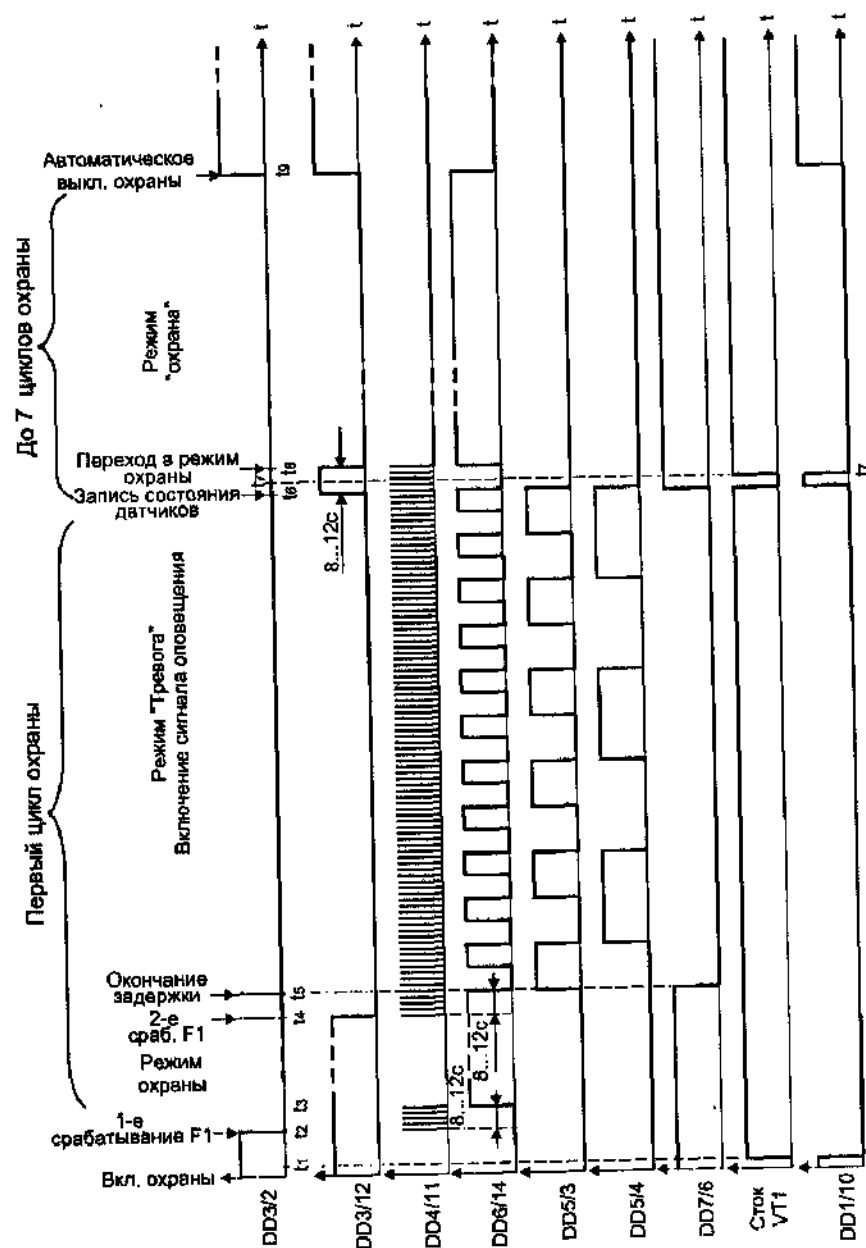 До 7 циклов охраны
Первый цикл охраны
Автоматическое
выкл. охраны
Режим
"охрана"
Переход в режим
охраны
Запись состояния
датчиков
Режим "Тревога"
Включение сигнала оповещения
Окончание
задержки
2-е
сраб. F1
Режим
охраны
1-е
срабатывание F1
Вкл. охраны
t1
t2
t3
t4
t5
t6
t7
t8
t9
8...12с
8...12с
8...12с
t7
DD3/2
t
DD3/12
t
DD4/11
t
DD6/14
t
DD5/3
t
DD5/4
t
DD7/6
t
Сток
VT1
t
DD1/10
t